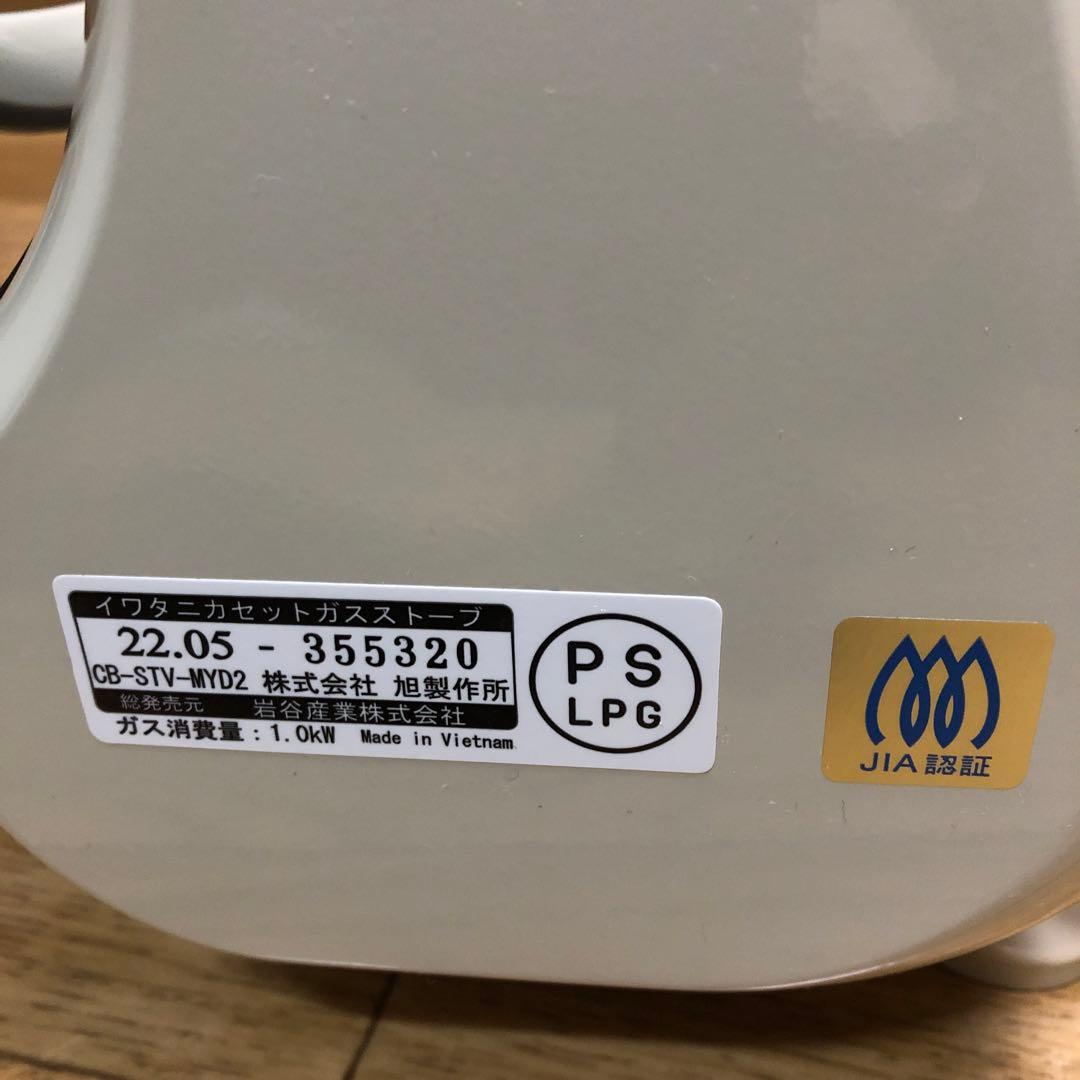 イワタニカセットガスストーブ
22.05 - 355320
CB-STV-MYD2 株式会社 旭製作所
総発売元 岩谷産業株式会社
ガス消費量:1.0kW Made in Vietnam
PS
LPG
JIA認証